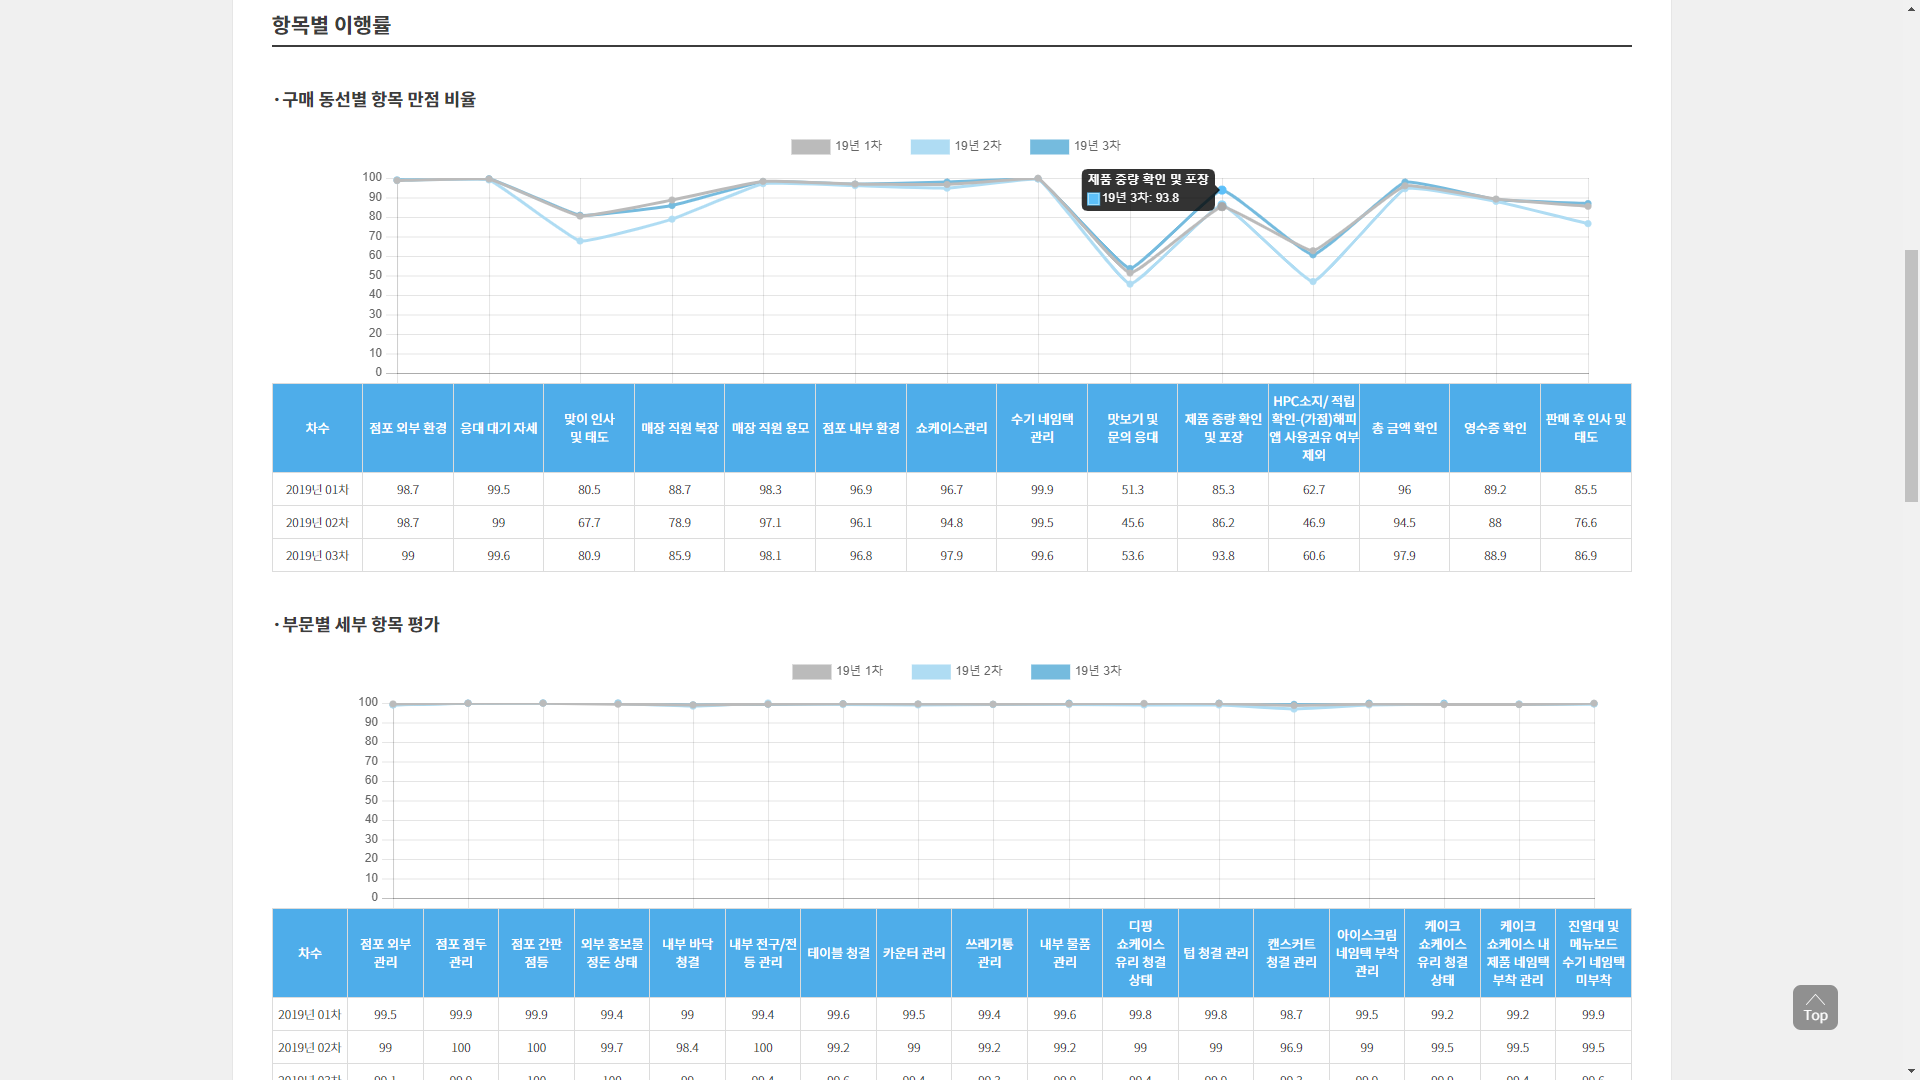 항목별 이행률
· 구매 동선별 항목 만점 비율
19년 1차 19년 2차 19년 3차
100
90
80
70
60
50
40
30
20
10
0
제품 중량 확인 및 포장
19년 3차: 93.8
차수 점포 외부 환경 응대 대기 자세 맞이 인사 및 태도 매장 직원 복장 매장 직원 용모 점포 내부 환경 쇼케이스관리 수기 네임택 관리 맛보기 및 문의 응대 제품 중량 확인 및 포장 HPC소지/ 적립 확인-(가점)해피앱 사용권유 여부 제외 총 금액 확인 영수증 확인 판매 후 인사 및 태도
2019년 01차 98.7 99.5 80.5 88.7 98.3 96.9 96.7 99.9 51.3 85.3 62.7 96 89.2 85.5
2019년 02차 98.7 99 67.7 78.9 97.1 96.1 94.8 99.5 45.6 86.2 46.9 94.5 88 76.6
2019년 03차 99 99.6 80.9 85.9 98.1 96.8 97.9 99.6 53.6 93.8 60.6 97.9 88.9 86.9
· 부문별 세부 항목 평가
19년 1차 19년 2차 19년 3차
100
90
80
70
60
50
40
30
20
10
0
차수 점포 외부 관리 점포 점두 관리 점포 간판 점등 외부 홍보물 정돈 상태 내부 바닥 청결 내부 전구/전등 관리 테이블 청결 카운터 관리 쓰레기통 관리 내부 물품 관리 디핑 쇼케이스 유리 청결 상태 텁 청결 관리 캔스커트 청결 관리 아이스크림 네임택 부착 관리 케이크 쇼케이스 유리 청결 상태 케이크 쇼케이스 내 제품 네임택 부착 관리 진열대 및 메뉴보드 수기 네임택 미부착
2019년 01차 99.5 99.9 99.9 99.4 99 99.4 99.6 99.5 99.4 99.6 99.8 99.8 98.7 99.5 99.2 99.2 99.9
2019년 02차 99 100 100 99.7 98.4 100 99.2 99 99.2 99.2 99 99 96.9 99 99.5 99.5 99.5
Top